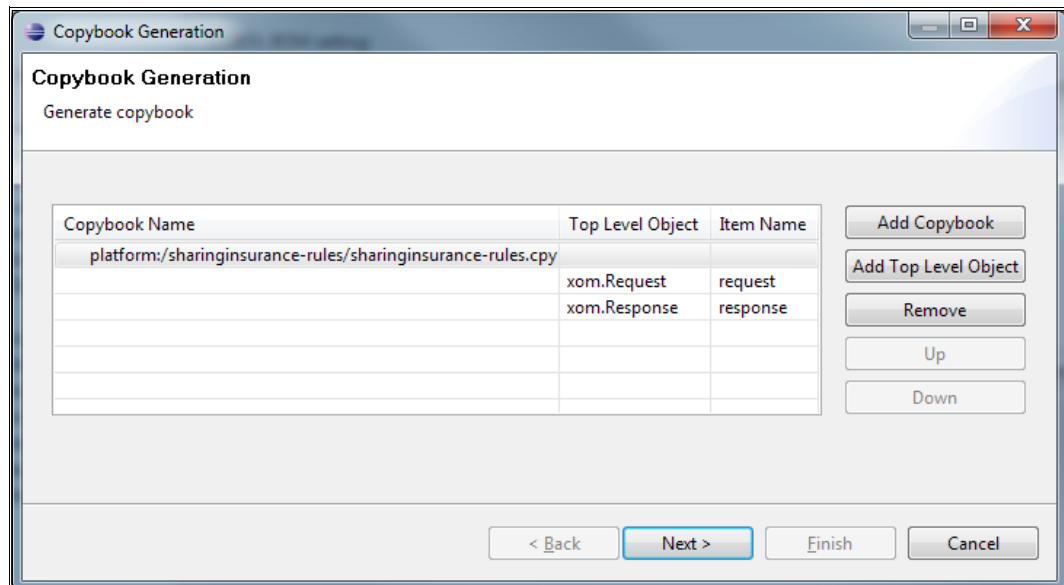 Copybook Generation
Copybook Generation
Generate copybook
Copybook Name Top Level Object Item Name
platform:/sharinginsurance-rules/sharinginsurance-rules.cpy
xom.Request request
xom.Response response
Add Copybook
Add Top Level Object
Remove
Up
Down
< Back Next > Finish Cancel